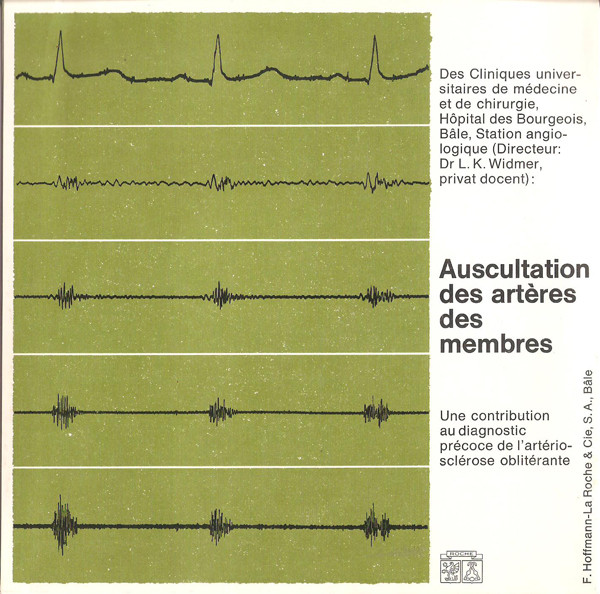 Des Cliniques univer-
sitaires de médecine
et de chirurgie,
Hôpital des Bourgeois,
Bâle, Station angio-
logique (Directeur:
Dr L. K. Widmer,
privat docent):
Auscultation
des artères
des
membres
Une contribution
au diagnostic
précoce de l'artério-
sclérose oblitérante
F. Hoffmann-La Roche & Cie, S. A., Bâle
ROCHE